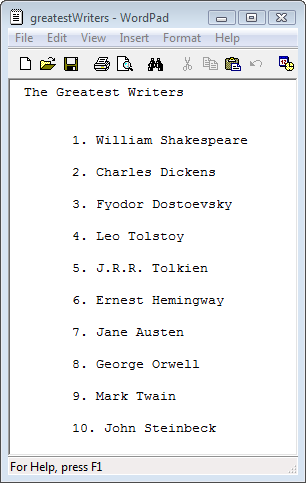 greatestWriters - WordPad
File Edit View Insert Format Help
The Greatest Writers
1. William Shakespeare
2. Charles Dickens
3. Fyodor Dostoevsky
4. Leo Tolstoy
5. J.R.R. Tolkien
6. Ernest Hemingway
7. Jane Austen
8. George Orwell
9. Mark Twain
10. John Steinbeck
For Help, press F1